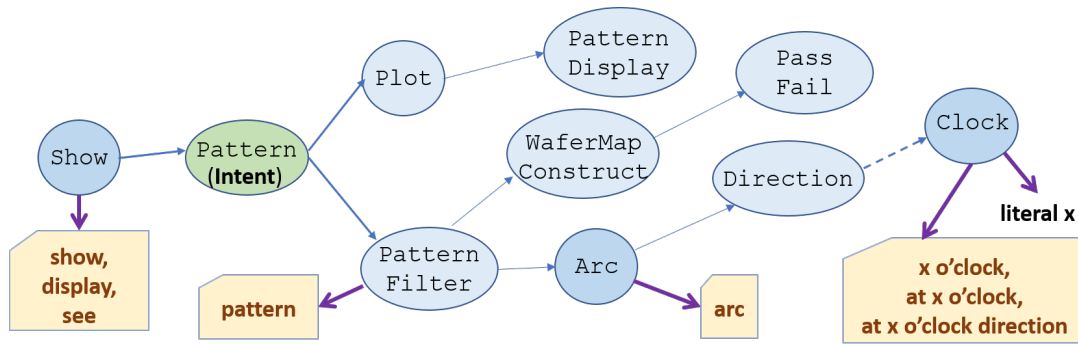 Show
Pattern
(Intent)
Plot
Pattern
Display
Pass
Fail
WaferMap
Construct
Clock
Direction
literal x
Pattern
Filter
Arc
show,
display,
see
pattern
arc
x o’clock,
at x o’clock,
at x o’clock direction